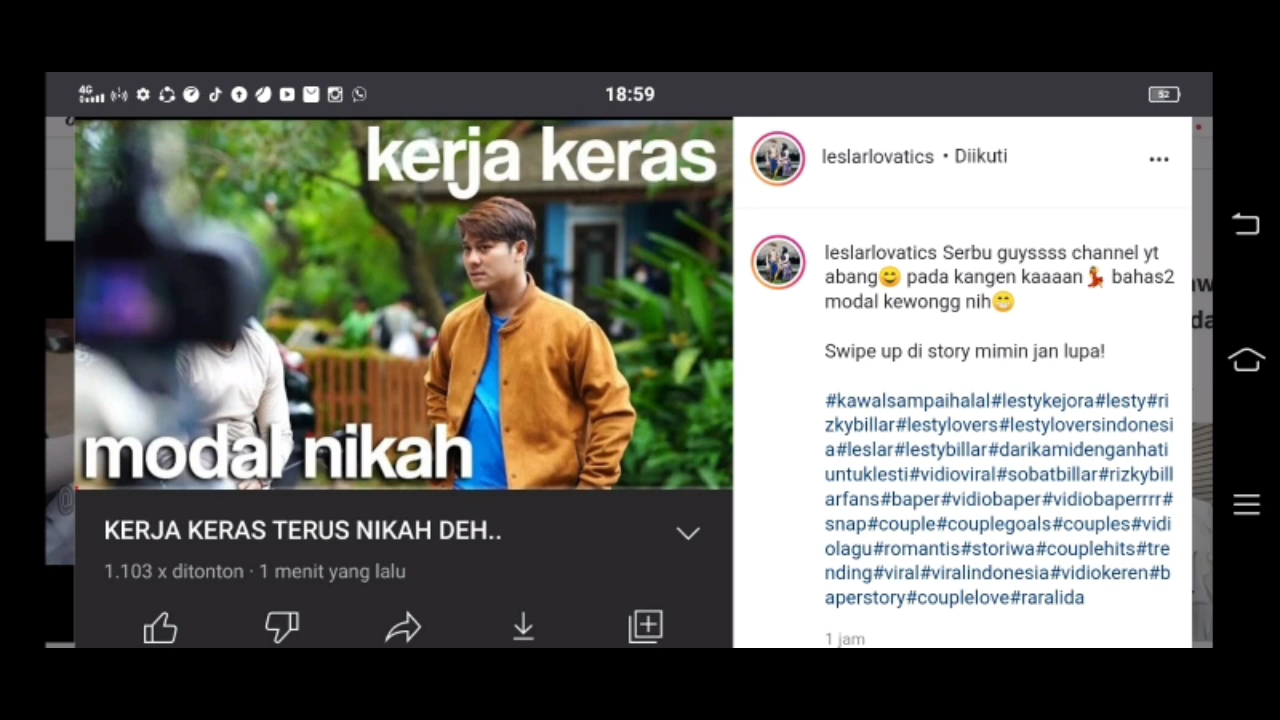 4G
18:59
52
kerja keras
modal nikah
KERJA KERAS TERUS NIKAH DEH..
1.103 x ditonton · 1 menit yang lalu
leslarlovatics • Diikuti
leslarlovatics Serbu guyssss channel yt
abang😊 pada kangen kaaaan💃 bahas2
modal kewongg nih😁
Swipe up di story mimin jan lupa!
#kawalsampaihalal#lestykejora#lesty#ri
zkybillar#lestylovers#lestyloversindonesi
a#leslar#lestybillar#darikamidenganhati
untuklesti#vidioviral#sobatbillar#rizkybill
arfans#baper#vidiobaper#vidiobaperrrr#
snap#couple#couplegoals#couples#vidi
olagu#romantis#storiwa#couplehits#tre
nding#viral#viralindonesia#vidiokeren#b
aperstory#couplelove#raralida
1 jam